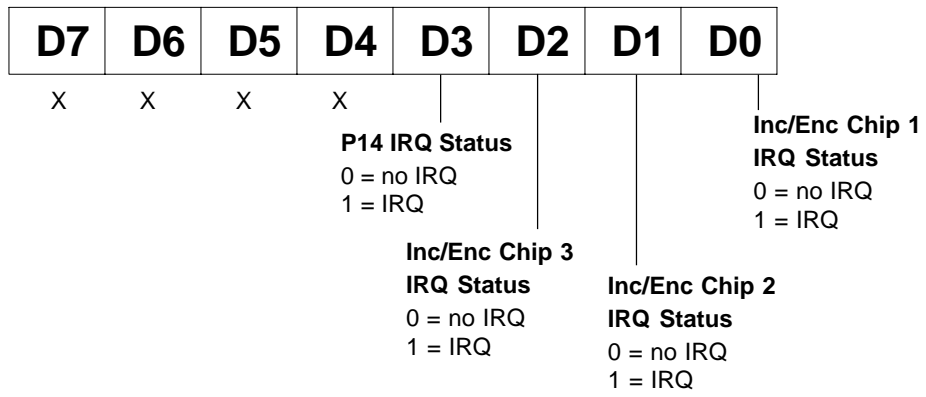 D7 D6 D5 D4 D3 D2 D1 D0
X X X X
P14 IRQ Status
0 = no IRQ
1 = IRQ
Inc/Enc Chip 3
IRQ Status
0 = no IRQ
1 = IRQ
Inc/Enc Chip 2
IRQ Status
0 = no IRQ
1 = IRQ
Inc/Enc Chip 1
IRQ Status
0 = no IRQ
1 = IRQ